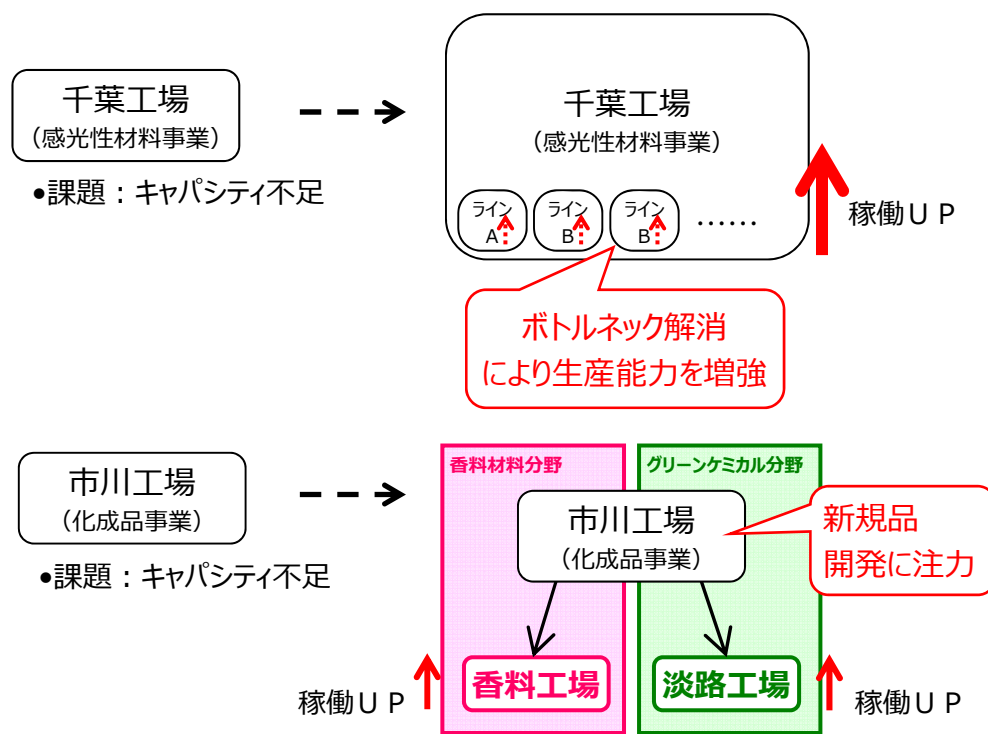 千葉工場
（感光性材料事業）
●課題：キャパシティ不足
千葉工場
（感光性材料事業）
ライン
A
ライン
B
ライン
B
……
稼働ＵＰ
ボトルネック解消
により生産能力を増強
市川工場
（化成品事業）
●課題：キャパシティ不足
香料材料分野
グリーンケミカル分野
市川工場
（化成品事業）
新規品
開発に注力
香料工場
淡路工場
稼働ＵＰ
稼働ＵＰ